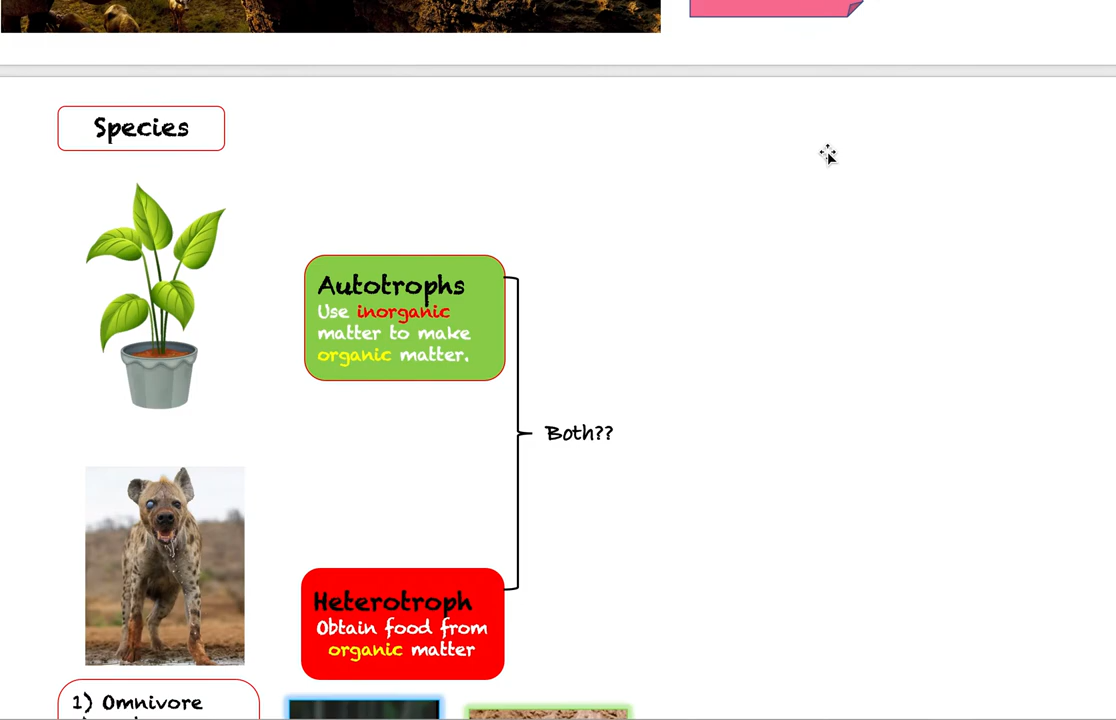 Species
Autotrophs
Use inorganic
matter to make
organic matter.
Both??
Heterotroph
Obtain food from
organic matter
1) Omnivore